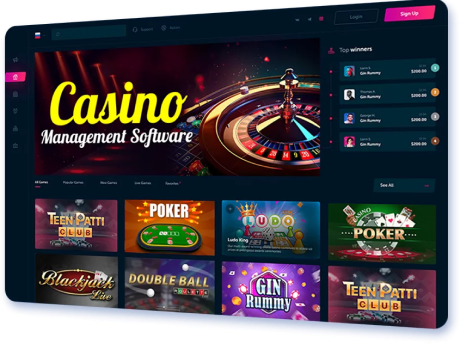 Search
Login
Sign Up
Top winners
Gin Rummy
$200.00
Gin Rummy
$200.00
Gin Rummy
$200.00
Gin Rummy
$200.00
Casino
Management Software
All Games
Popular Games
New Games
Live Games
Favorites
See All
TEEN PATTI
CLUB
POKER
LUDO
Ludo King
CASINO
POKER
Blackjack
Live
DOUBLE BALL
ROULETTE
GIN
Rummy
TEEN PATTI
CLUB